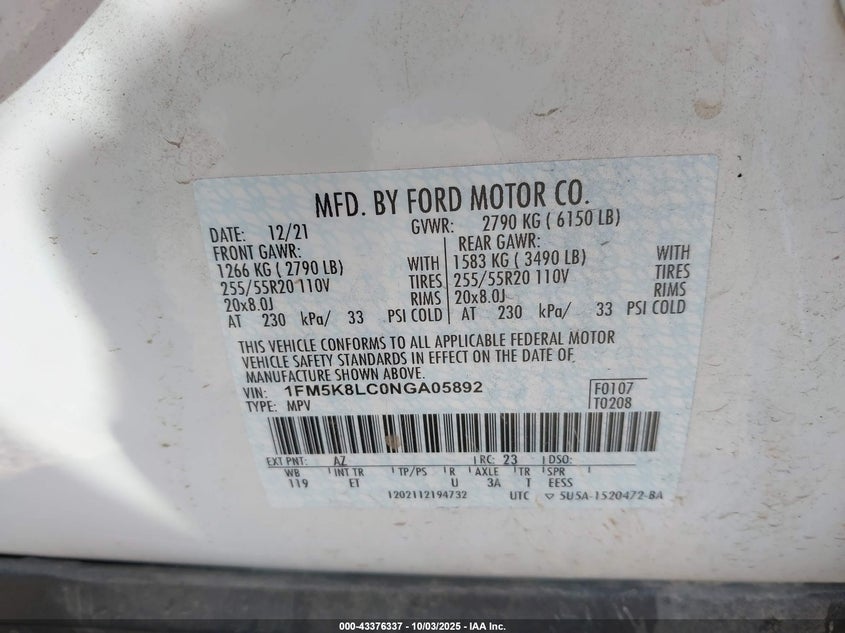 MFD. BY FORD MOTOR CO.
DATE: 12/21 GVWR: 2790 KG ( 6150 LB)
FRONT GAWR: REAR GAWR:
1266 KG ( 2790 LB) WITH 1583 KG ( 3490 LB) WITH
255/55R20 110V TIRES 255/55R20 110V TIRES
20x8.0J RIMS 20x8.0J RIMS
AT 230 kPa/ 33 PSI COLD AT 230 kPa/ 33 PSI COLD
THIS VEHICLE CONFORMS TO ALL APPLICABLE FEDERAL MOTOR
VEHICLE SAFETY STANDARDS IN EFFECT ON THE DATE OF
MANUFACTURE SHOWN ABOVE.
VIN: 1FM5K8LC0NGA05892 F0107
TYPE: MPV T0208
EXT PNT: AZ RC: 23 DSO:
WB INT TR TP/PS R AXLE TR SPR
119 ET U 3A T EESS
1202112194732 UTC ▽ 5U5A-1520472-BA
000-43376337 - 10/03/2025 - IAA Inc.